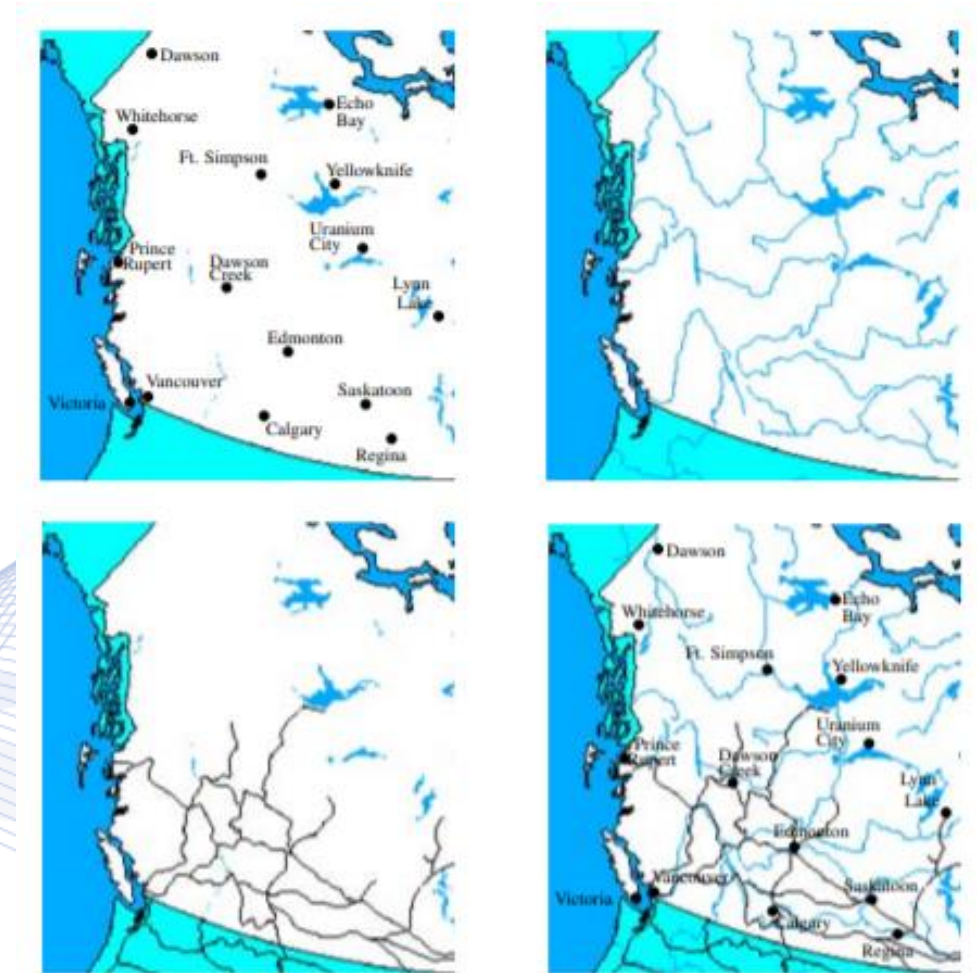 Dawson
Echo
Bay
Whitehorse
Ft. Simpson
Yellowknife
Uranium
City
Prince
Rupert
Dawson
Creek
Lynn
Lake
Edmonton
Vancouver
Victoria
Saskatoon
Calgary
Regina
Dawson
Echo
Bay
Whitehorse
Ft. Simpson
Yellowknife
Uranium
City
Prince
Rupert
Dawson
Creek
Lynn
Lake
Edmonton
Vancouver
Victoria
Saskatoon
Calgary
Regina